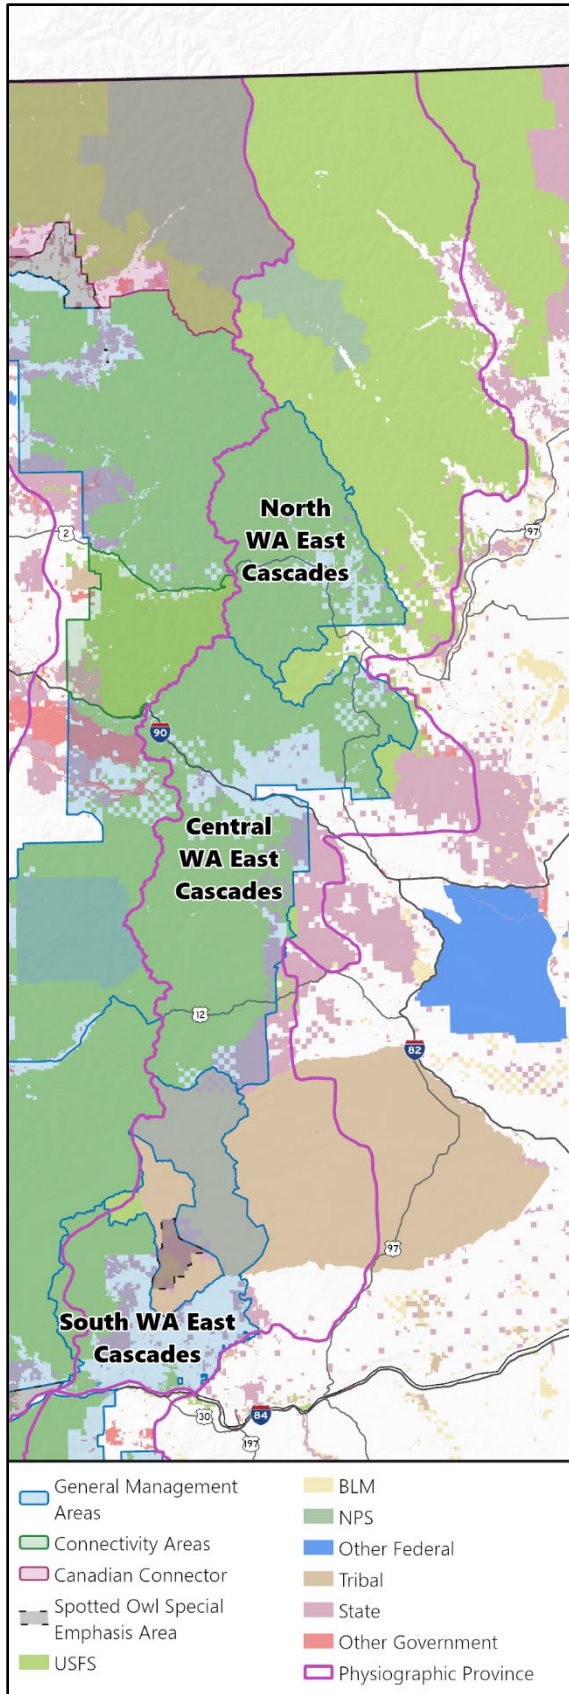 North
WA East
Cascades
2
97
90
Central
WA East
Cascades
12
82
97
South WA East
Cascades
30
84
197
General Management
Areas
Connectivity Areas
Canadian Connector
Spotted Owl Special
Emphasis Area
USFS
BLM
NPS
Other Federal
Tribal
State
Other Government
Physiographic Province